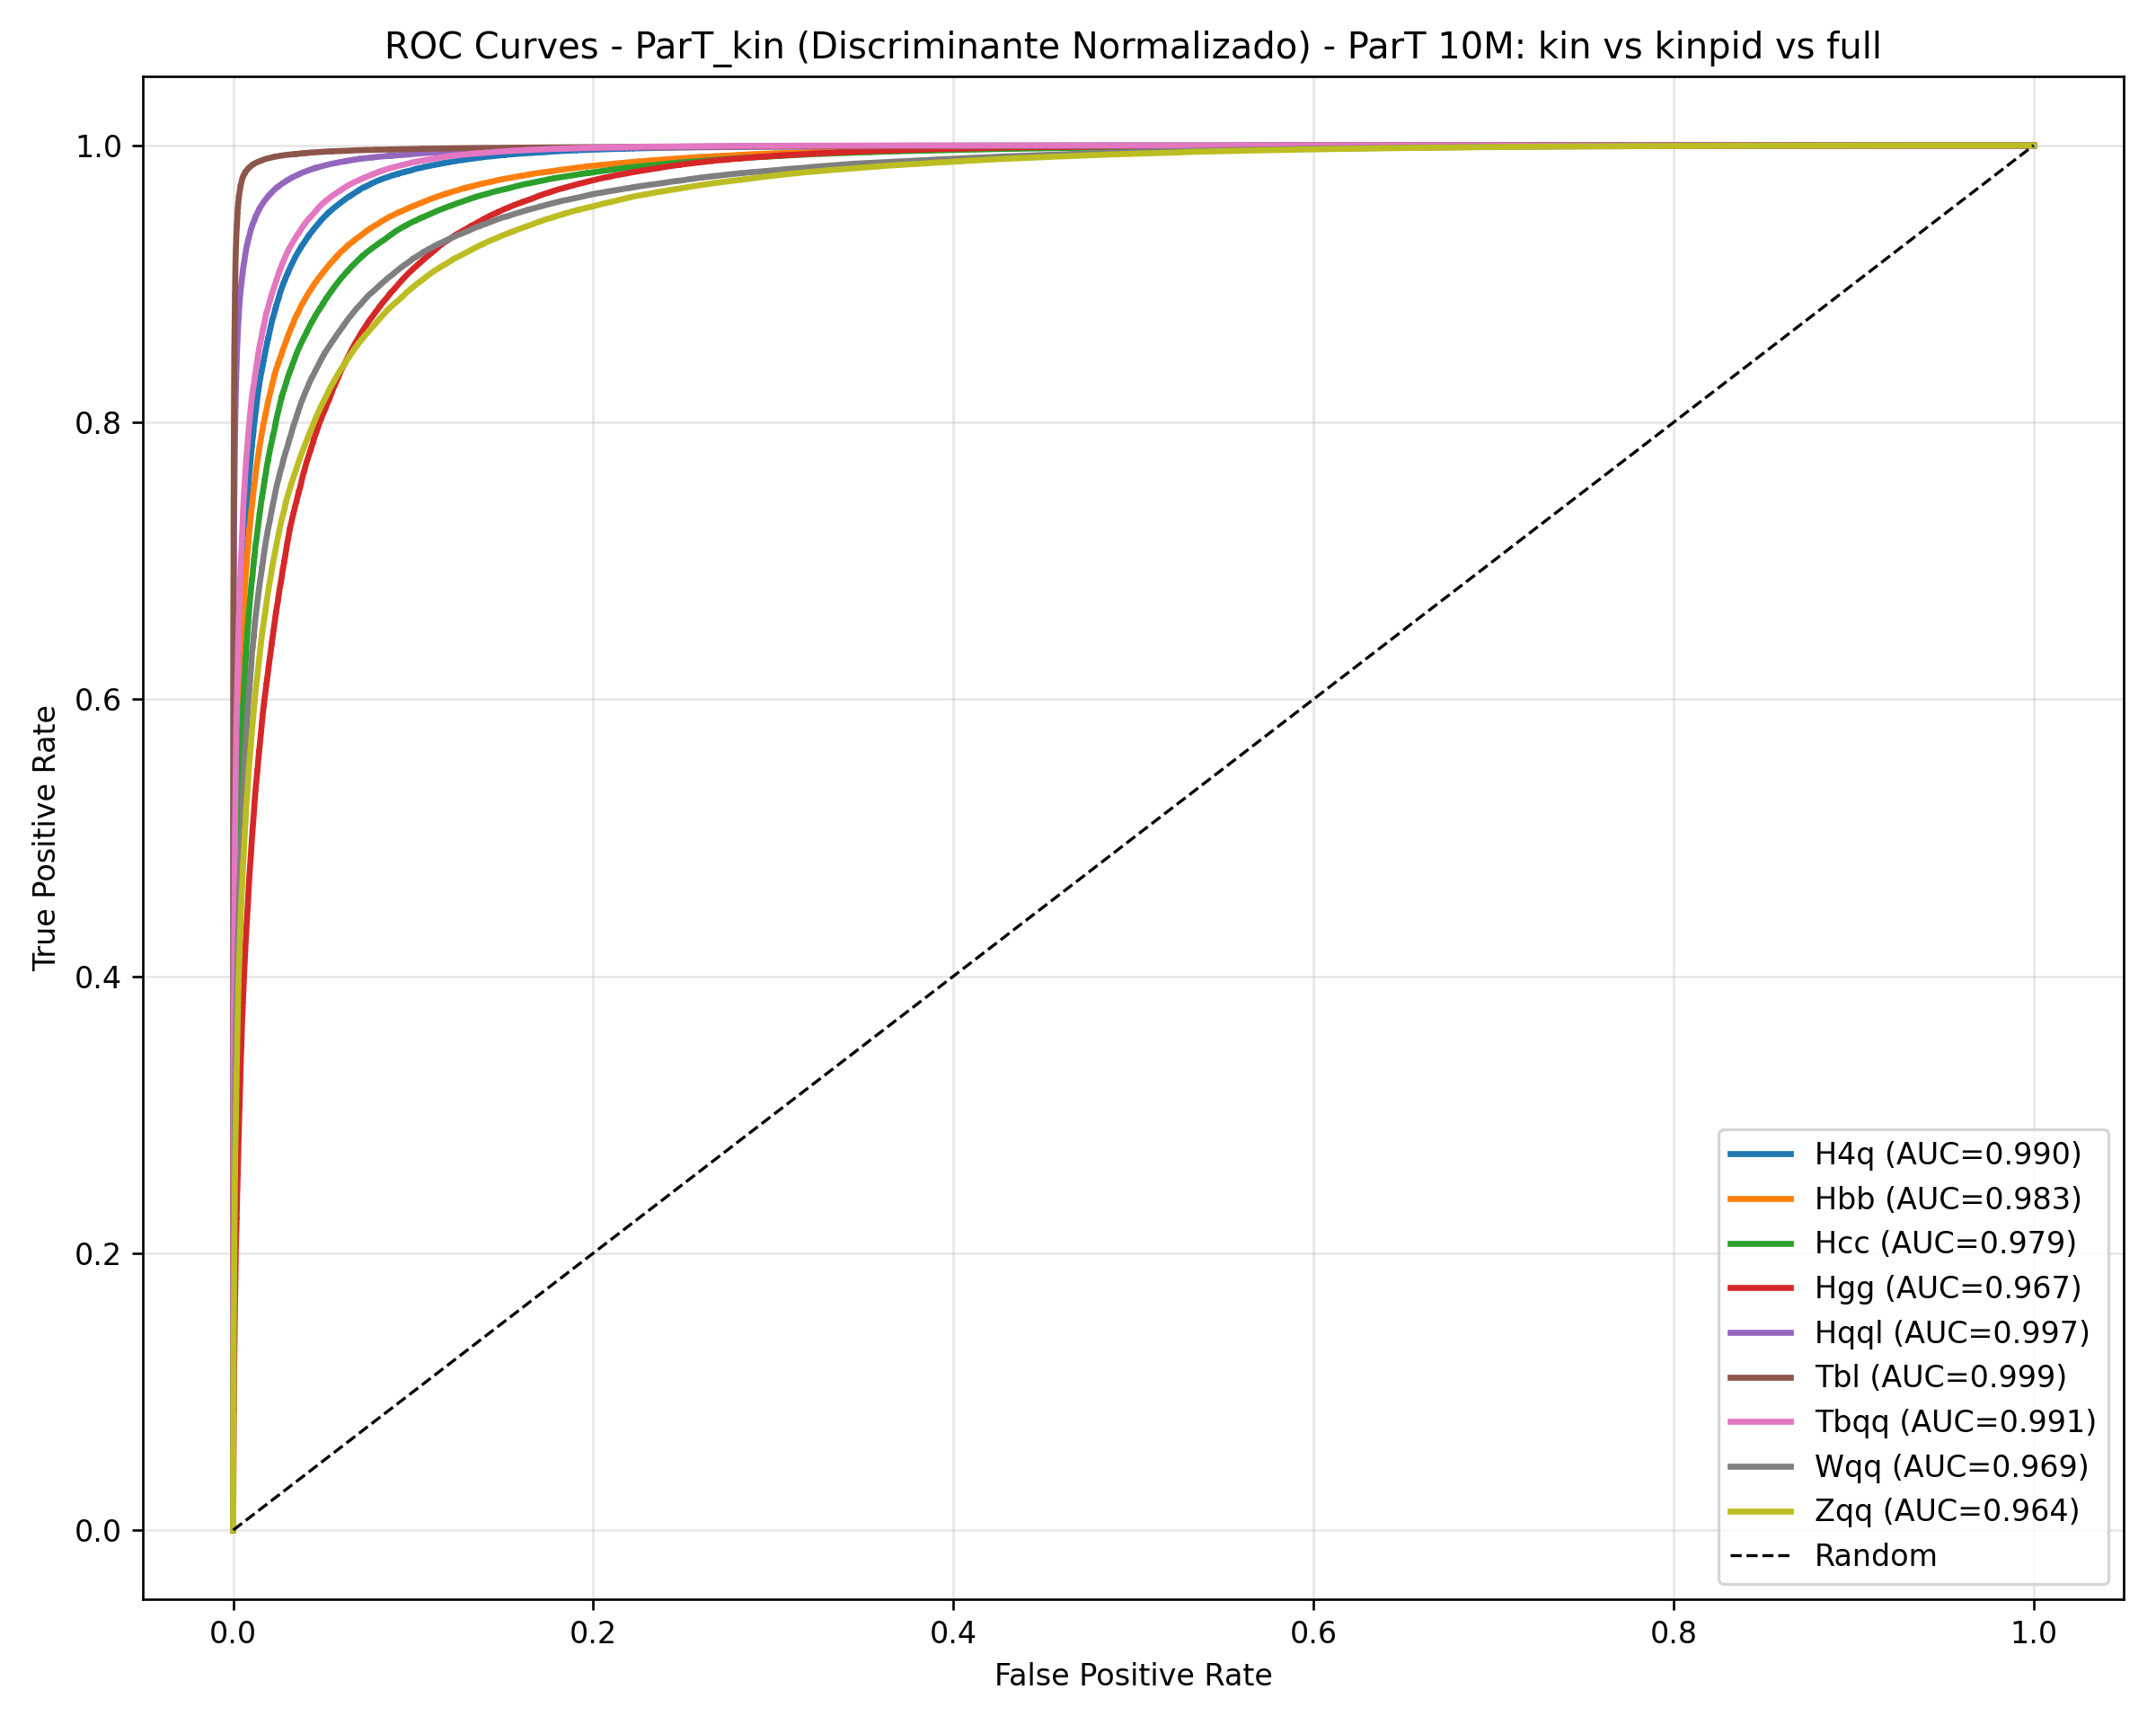 ROC Curves - ParT_kin (Discriminante Normalizado) - ParT 10M: kin vs kinpid vs full
True Positive Rate
1.0
0.8
0.6
0.4
0.2
0.0
0.0 0.2 0.4 0.6 0.8 1.0
False Positive Rate
H4q (AUC=0.990)
Hbb (AUC=0.983)
Hcc (AUC=0.979)
Hgg (AUC=0.967)
Hqql (AUC=0.997)
Tbl (AUC=0.999)
Tbqq (AUC=0.991)
Wqq (AUC=0.969)
Zqq (AUC=0.964)
Random